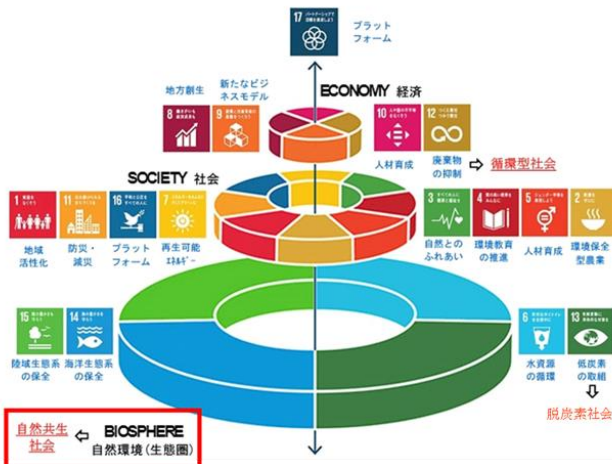 17
プラット
フォーム
ECONOMY 経済
地方創生
新たなビジ
ネスモデル
8
9
10
12
人材育成
廃棄物
の抑制
⇨ 循環型社会
SOCIETY 社会
1
11
16
7
3
4
5
2
地域
活性化
防災・
減災
プラット
フォーム
再生可能
エネルギー
自然との
ふれあい
環境教育
の推進
人材育成
環境保全
型農業
15
14
6
13
陸域生態系
の保全
海洋生態系
の保全
水資源
の循環
低炭素
の取組
脱炭素社会
自然共生
社会
⇦ BIOSPHERE
自然環境(生態圏)